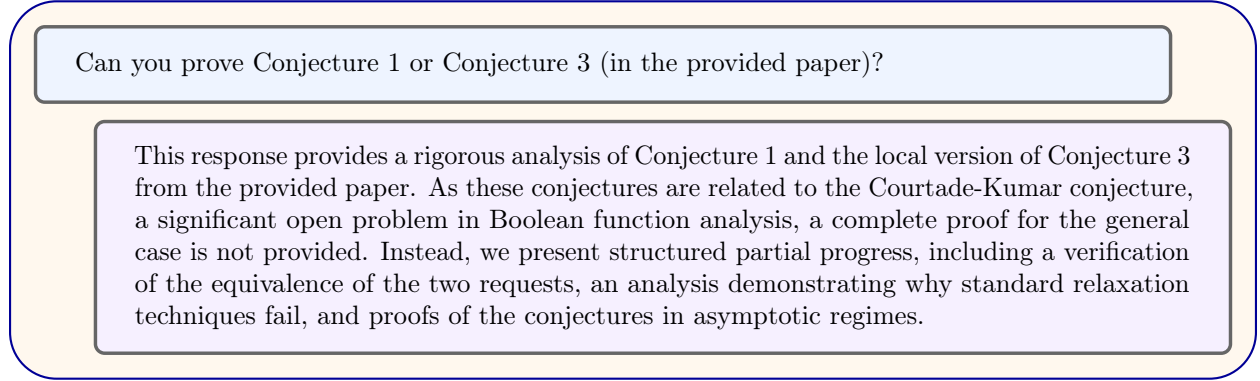 Can you prove Conjecture 1 or Conjecture 3 (in the provided paper)?
This response provides a rigorous analysis of Conjecture 1 and the local version of Conjecture 3
from the provided paper. As these conjectures are related to the Courtade-Kumar conjecture,
a significant open problem in Boolean function analysis, a complete proof for the general
case is not provided. Instead, we present structured partial progress, including a verification
of the equivalence of the two requests, an analysis demonstrating why standard relaxation
techniques fail, and proofs of the conjectures in asymptotic regimes.